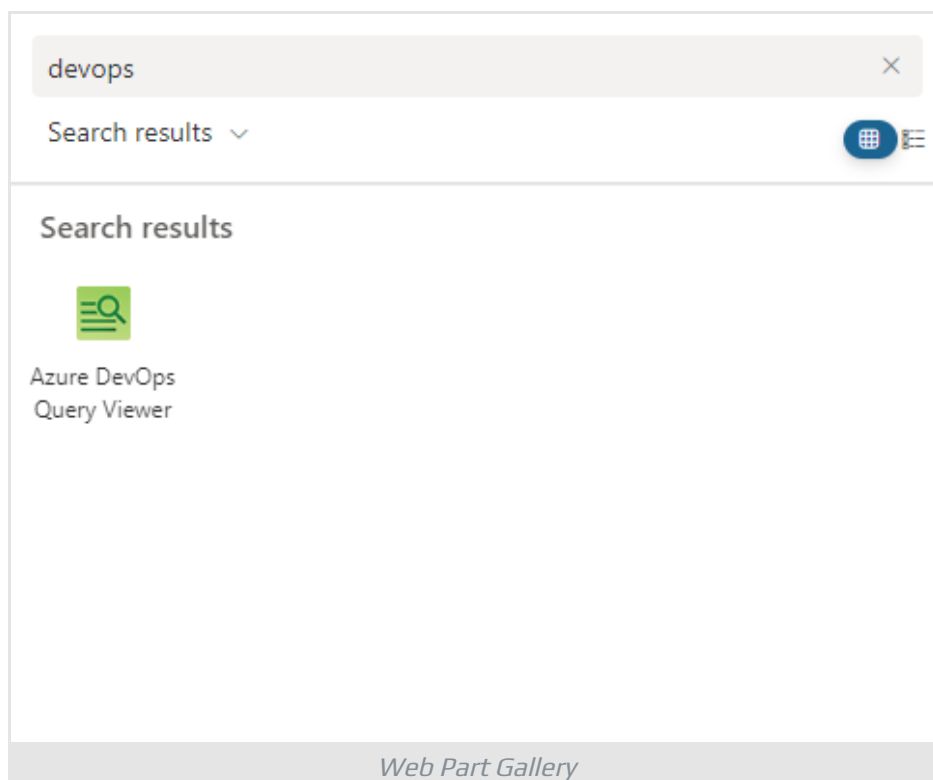 devops
Search results
Search results
Azure DevOps
Query Viewer
Web Part Gallery